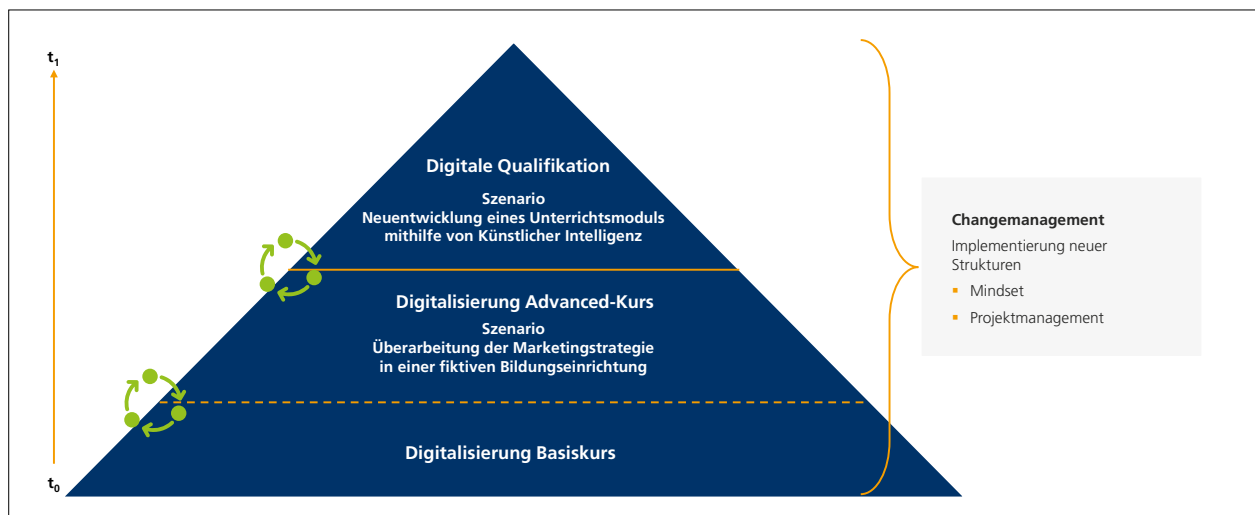 t1
Digitale Qualifikation
Szenario
Neuentwicklung eines Unterrichtsmoduls
mithilfe von Künstlicher Intelligenz
Digitalisierung Advanced-Kurs
Szenario
Überarbeitung der Marketingstrategie
in einer fiktiven Bildungseinrichtung
Digitalisierung Basiskurs
t0
Changemanagement
Implementierung neuer
Strukturen
▪ Mindset
▪ Projektmanagement